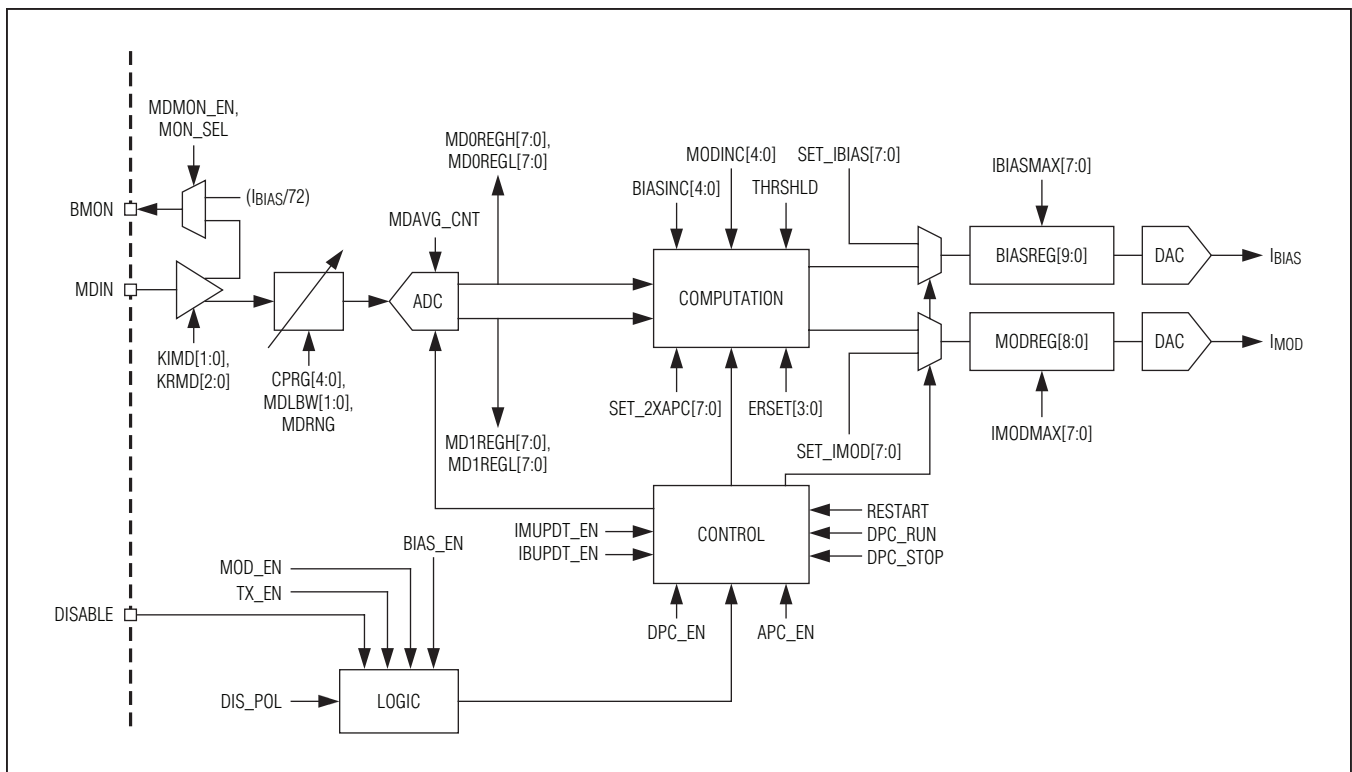 MDMON_EN,
MON_SEL
BMON
(IBIAS/72)
MDIN
KIMD[1:0],
KRMD[2:0]
CPRG[4:0],
MDLBW[1:0],
MDRNG
MDAVG_CNT
ADC
MD0REGH[7:0],
MD0REGL[7:0]
MD1REGH[7:0],
MD1REGL[7:0]
MODINC[4:0]
BIASINC[4:0]
THRSHLD
COMPUTATION
SET_2XAPC[7:0]
ERSET[3:0]
SET_IBIAS[7:0]
SET_IMOD[7:0]
IBIASMAX[7:0]
BIASREG[9:0]
DAC
IBIAS
MODREG[8:0]
DAC
IMOD
IMODMAX[7:0]
IMUPDT_EN
IBUPDT_EN
CONTROL
RESTART
DPC_RUN
DPC_STOP
DPC_EN
APC_EN
BIAS_EN
MOD_EN
TX_EN
DISABLE
DIS_POL
LOGIC